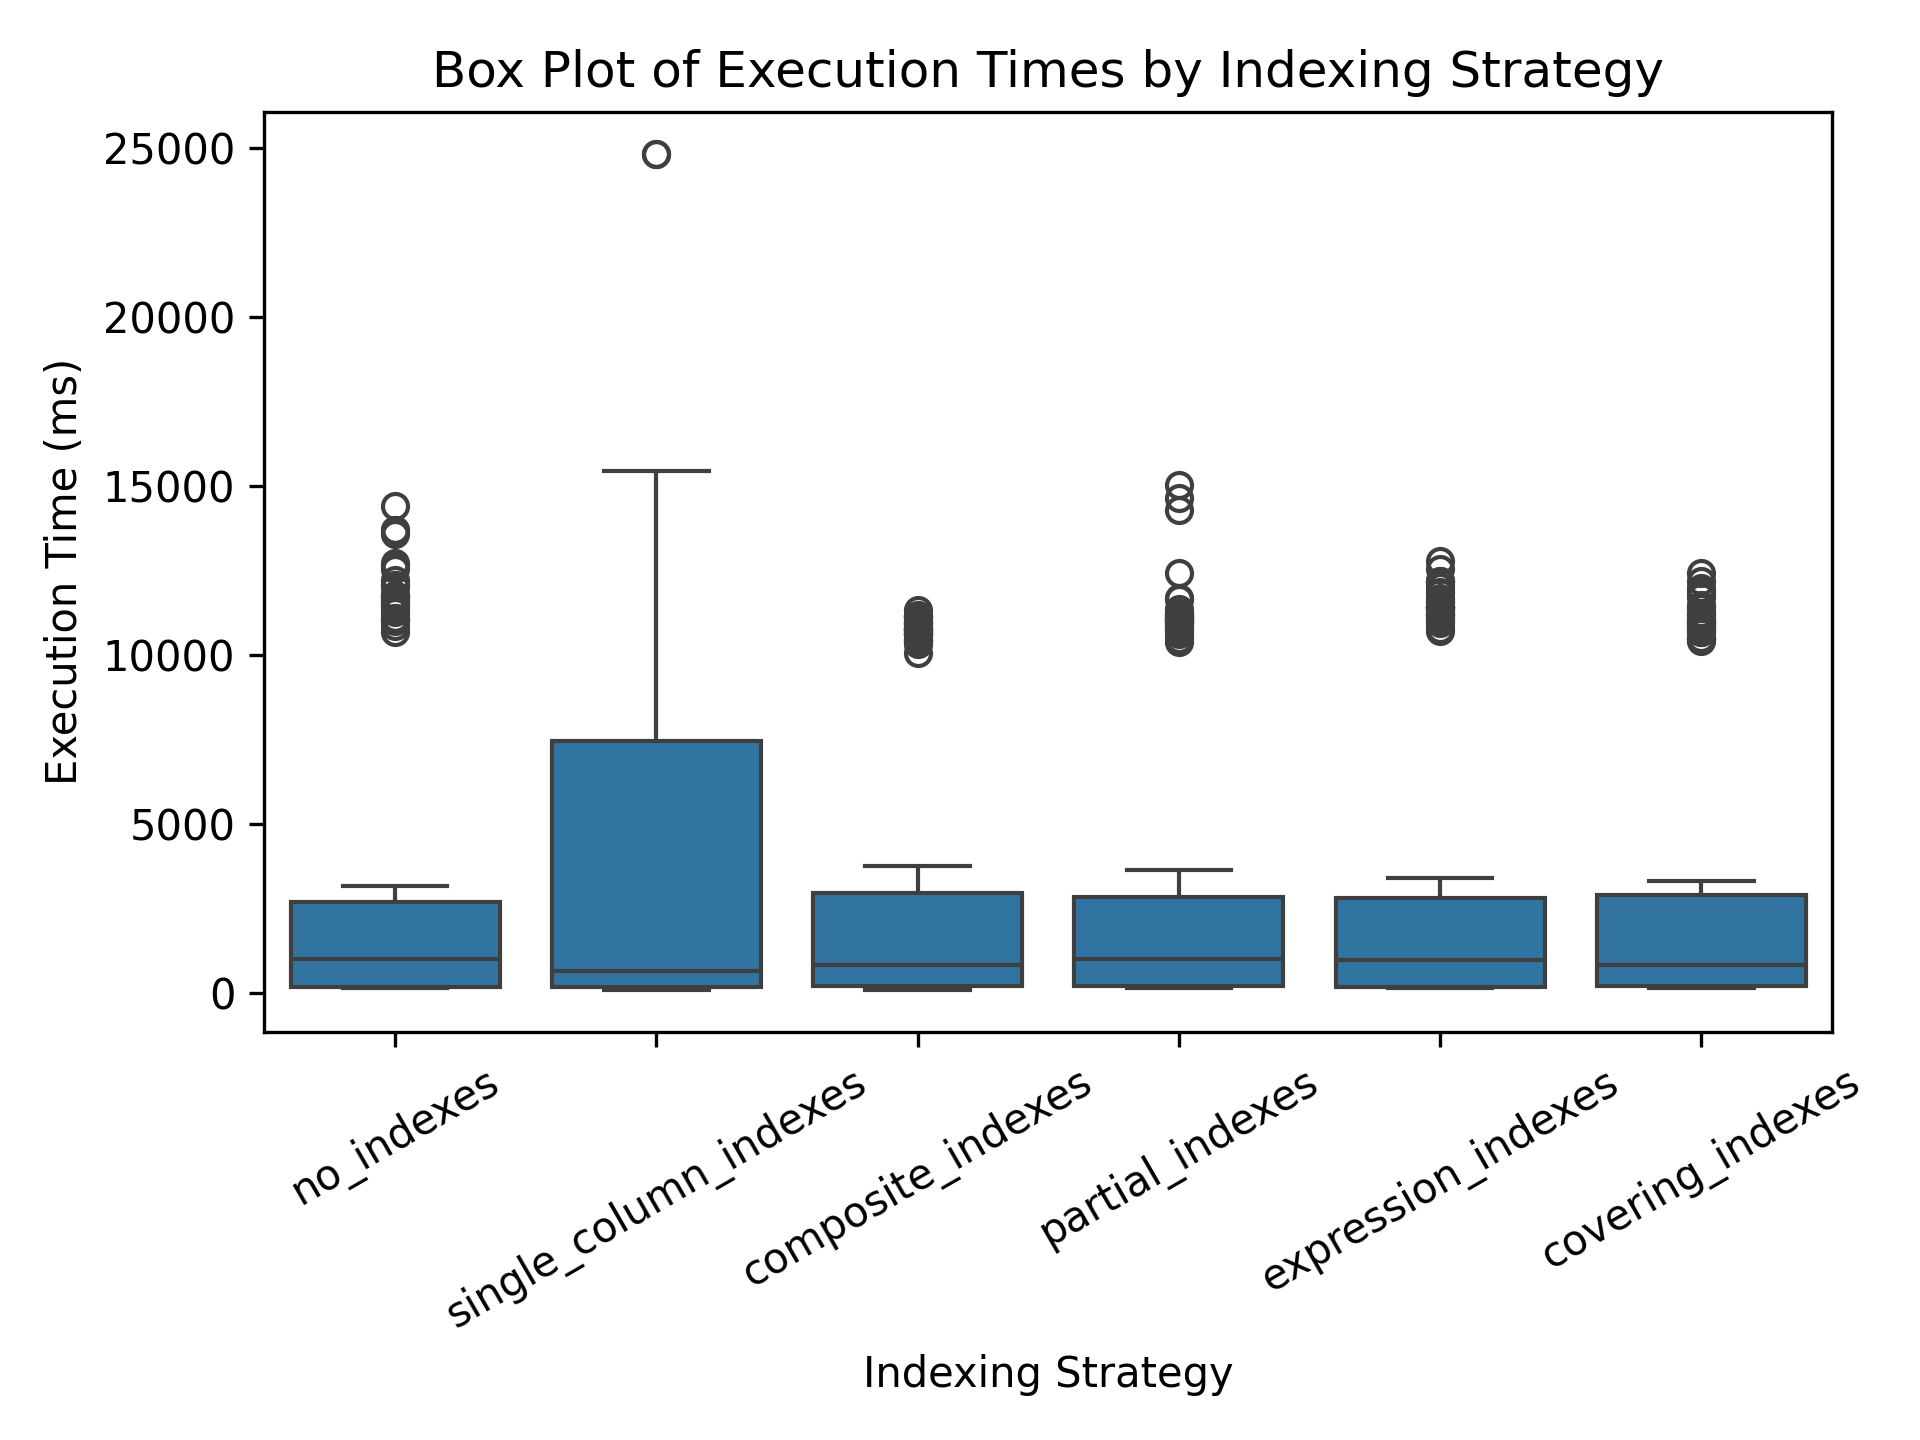 Box Plot of Execution Times by Indexing Strategy
25000
20000
15000
10000
5000
0
Execution Time (ms)
no_indexes
single_column_indexes
composite_indexes
partial_indexes
expression_indexes
covering_indexes
Indexing Strategy